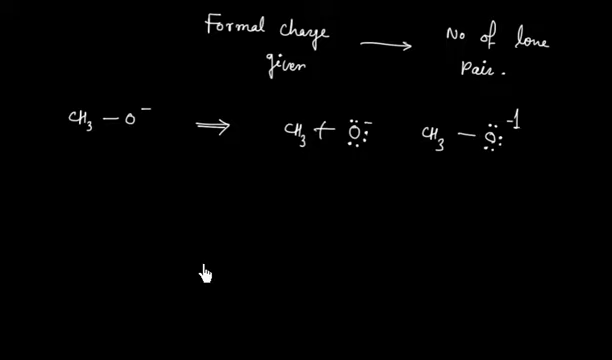 Formal charge given ⟶ No of lone pair.
CH₃ — O⁻ ⟹ CH₃ + Ö⁻ CH₃ — Ö⁻¹